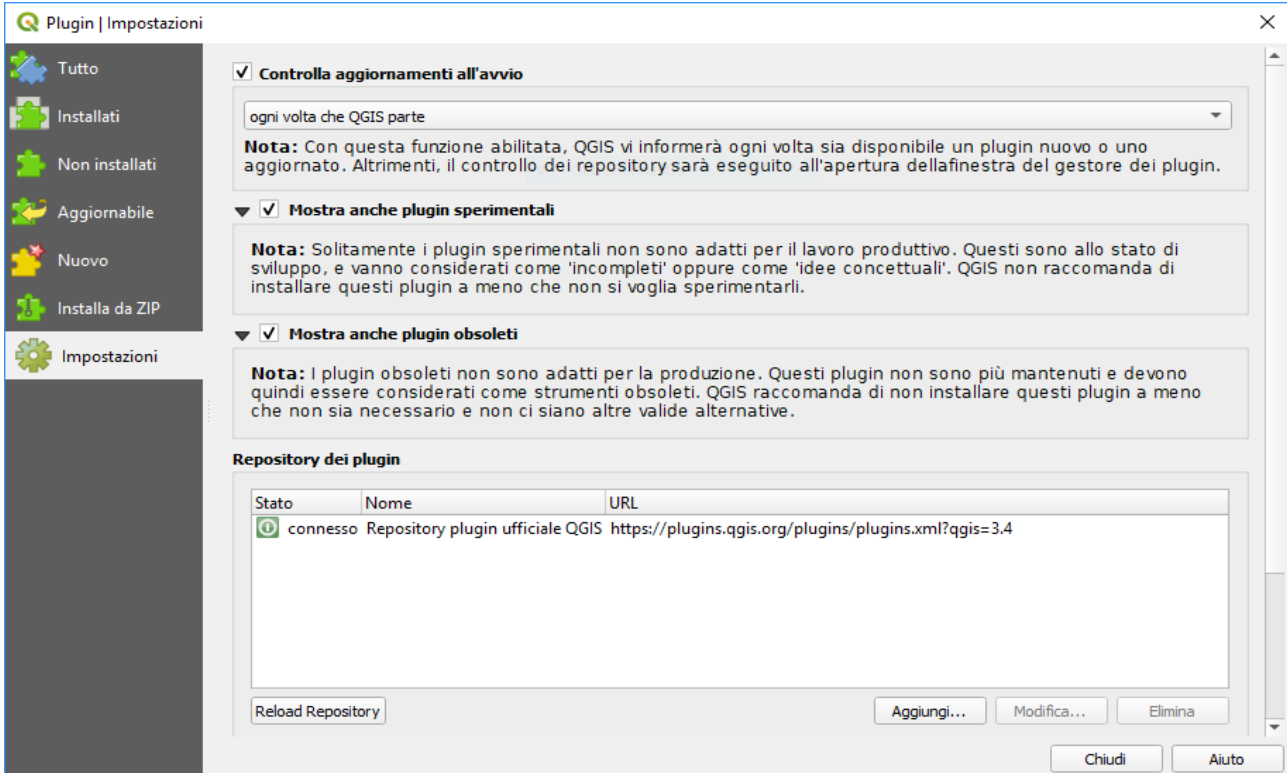 Plugin | Impostazioni
Tutto
Installati
Non installati
Aggiornabile
Nuovo
Installa da ZIP
Impostazioni
Controlla aggiornamenti all'avvio
ogni volta che QGIS parte
Nota: Con questa funzione abilitata, QGIS vi informerà ogni volta sia disponibile un plugin nuovo o uno
aggiornato. Altrimenti, il controllo dei repository sarà eseguito all'apertura dellafinestra del gestore dei plugin.
Mostra anche plugin sperimentali
Nota: Solitamente i plugin sperimentali non sono adatti per il lavoro produttivo. Questi sono allo stato di
sviluppo, e vanno considerati come 'incompleti' oppure come 'idee concettuali'. QGIS non raccomanda di
installare questi plugin a meno che non si voglia sperimentarli.
Mostra anche plugin obsoleti
Nota: I plugin obsoleti non sono adatti per la produzione. Questi plugin non sono più mantenuti e devono
quindi essere considerati come strumenti obsoleti. QGIS raccomanda di non installare questi plugin a meno
che non sia necessario e non ci siano altre valide alternative.
Repository dei plugin
Stato Nome URL
connesso Repository plugin ufficiale QGIS https://plugins.qgis.org/plugins/plugins.xml?qgis=3.4
Reload Repository Aggiungi... Modifica... Elimina
Chiudi Aiuto